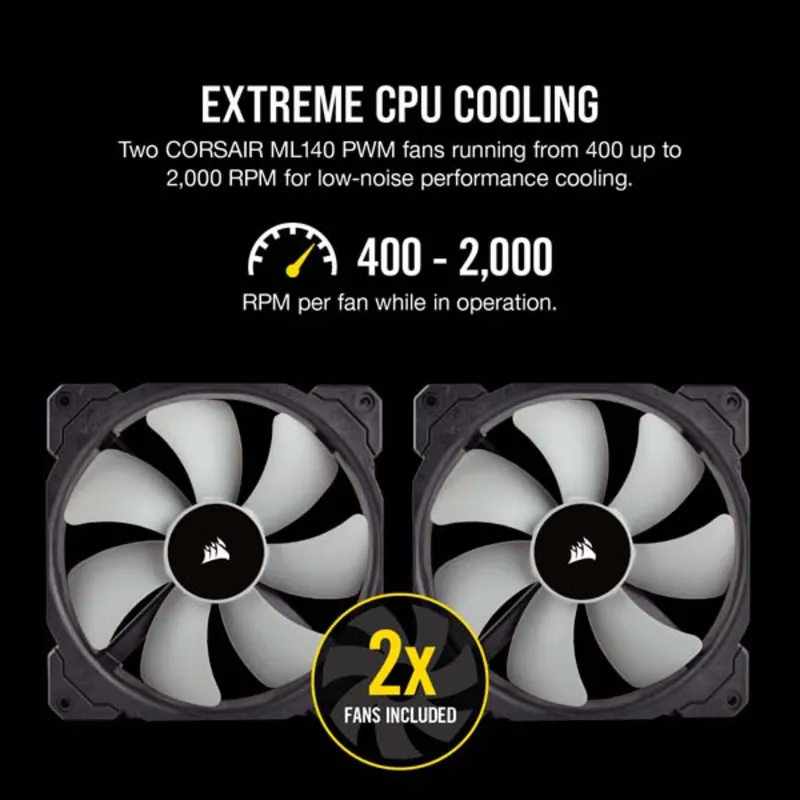 EXTREME CPU COOLING
Two CORSAIR ML140 PWM fans running from 400 up to
2,000 RPM for low-noise performance cooling.
400 - 2,000
RPM per fan while in operation.
2x
FANS INCLUDED